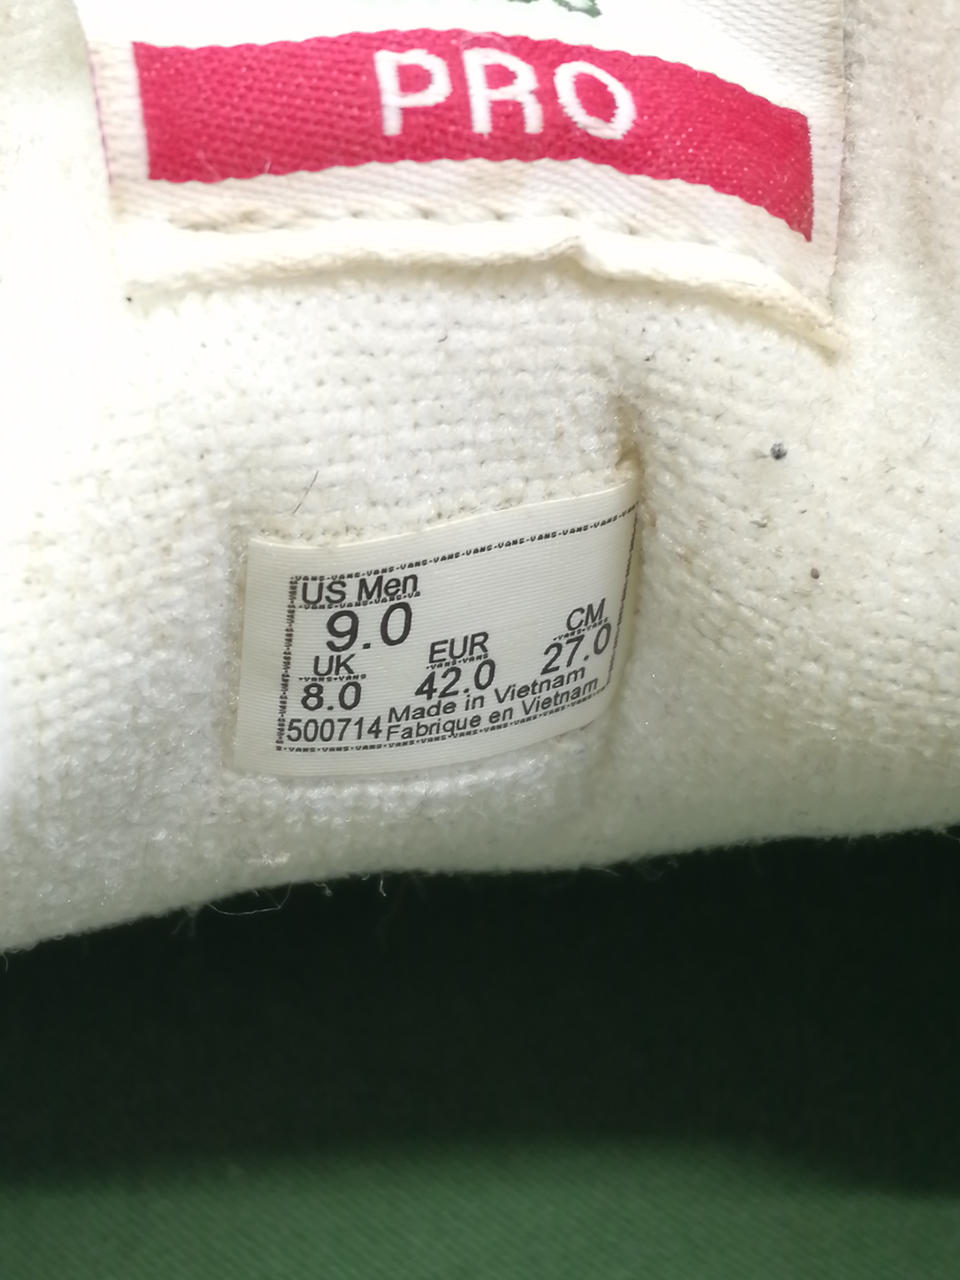 PRO
US Men
9.0
UK EUR CM
8.0 42.0 27.0
500714 Made in Vietnam
Fabrique en Vietnam